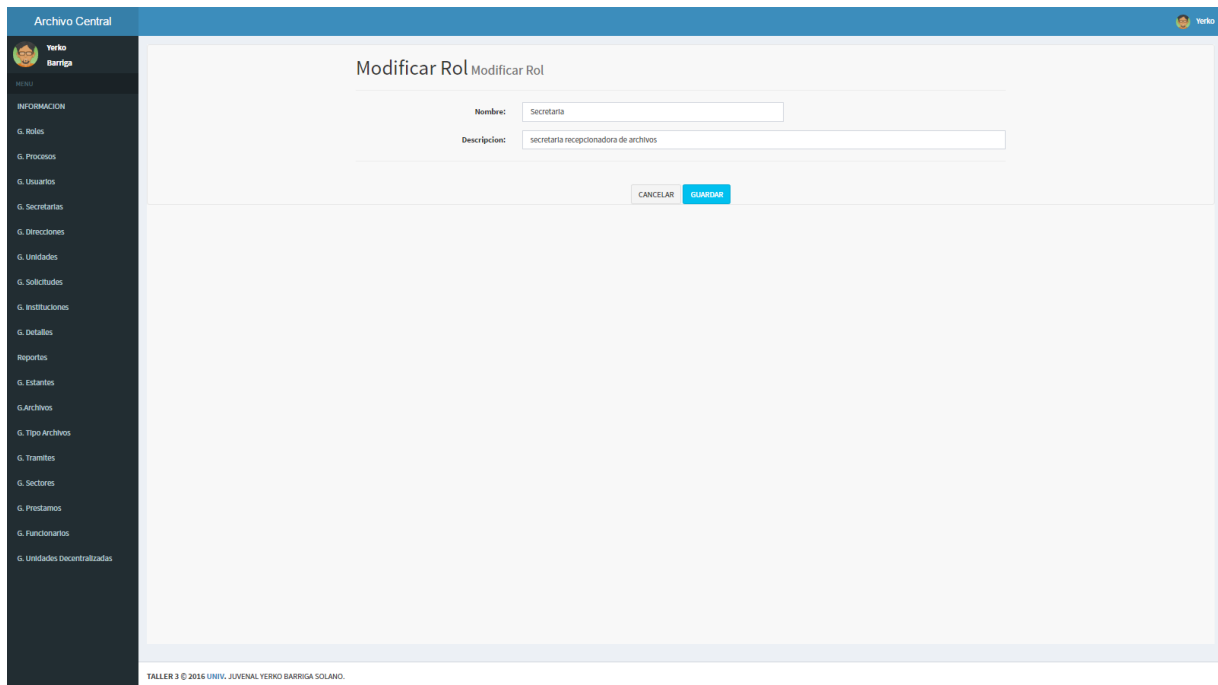 Archivo Central
Yerko
Yerko
Barriga
MENU
INFORMACION
G. Roles
G. Procesos
G. Usuarios
G. Secretarias
G. Direcciones
G. Unidades
G. Solicitudes
G. Instituciones
G. Detalles
Reportes
G. Estantes
G.Archivos
G. Tipo Archivos
G. Tramites
G. Sectores
G. Prestamos
G. Funcionarios
G. Unidades Decentralizadas
Modificar Rol Modificar Rol
Nombre: Secretaria
Descripcion: secretaria recepcionadora de archivos
CANCELAR GUARDAR
TALLER 3 © 2016 UNIV. JUVENAL YERKO BARRIGA SOLANO.